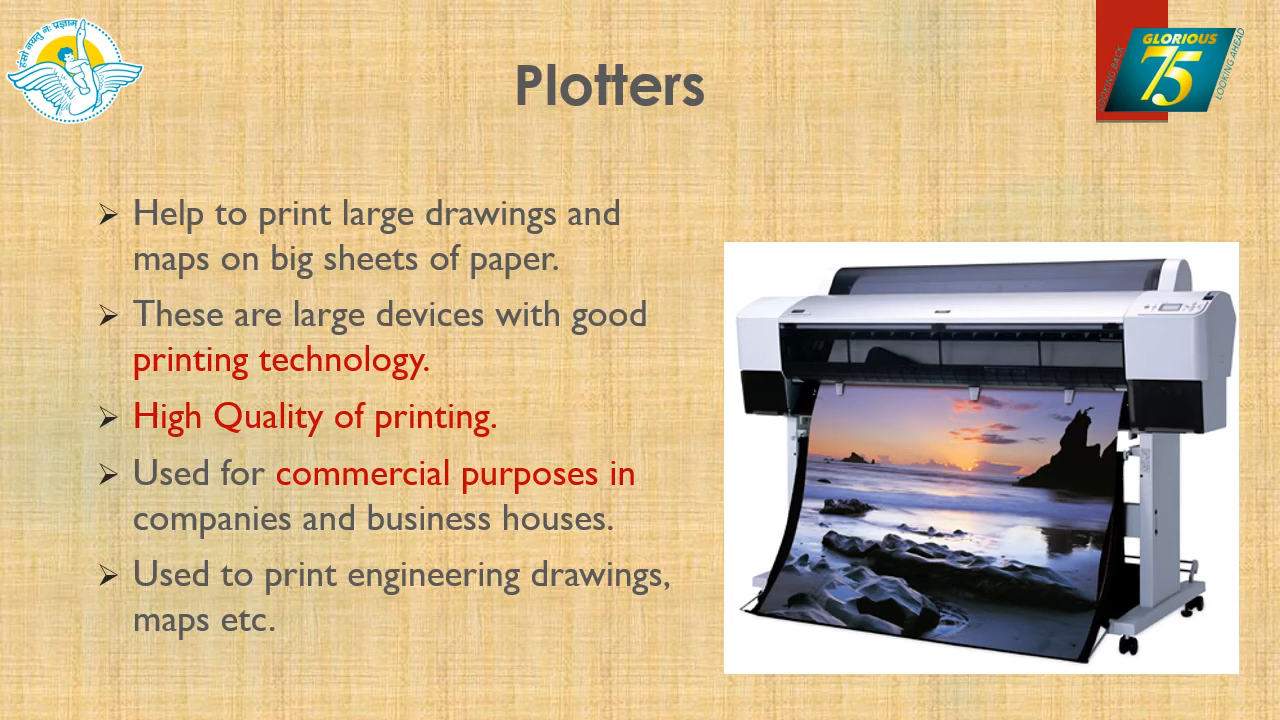 हंसो नयतु नः प्रज्ञाम्
Plotters
LOOKING BACK
GLORIOUS
75
LOOKING AHEAD
➢ Help to print large drawings and
maps on big sheets of paper.
➢ These are large devices with good
printing technology.
➢ High Quality of printing.
➢ Used for commercial purposes in
companies and business houses.
➢ Used to print engineering drawings,
maps etc.